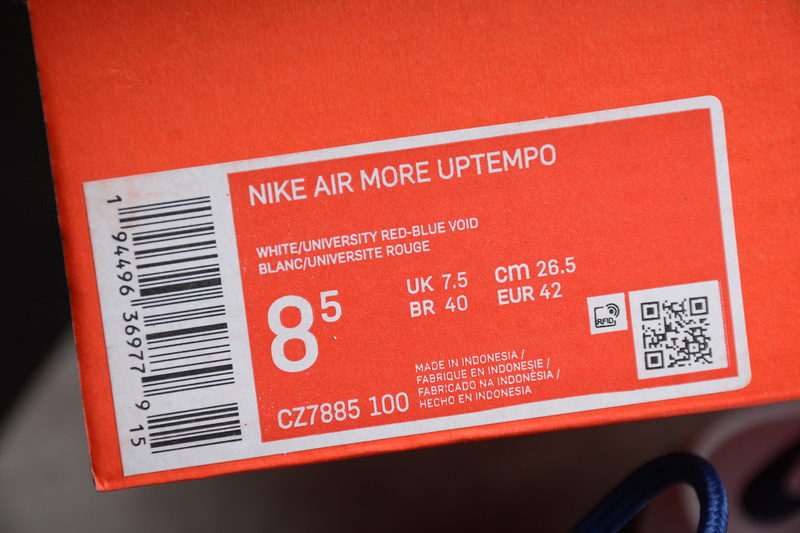 NIKE AIR MORE UPTEMPO
WHITE/UNIVERSITY RED-BLUE VOID
BLANC/UNIVERSITE ROUGE
8 5
UK 7.5 cm 26.5
BR 40 EUR 42
RFID
CZ7885 100
MADE IN INDONESIA /
FABRIQUE EN INDONESIE /
FABRICADO NA INDONÉSIA /
HECHO EN INDONESIA
1 94496 36977 9 15